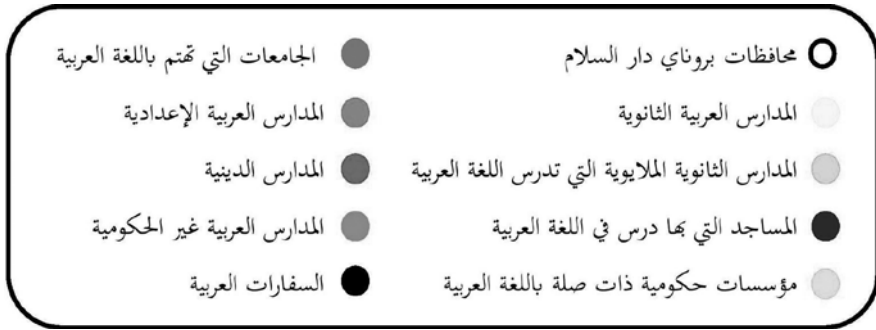 محافظات بروناي دار السلام
الجامعات التي تهتم باللغة العربية
المدارس العربية الثانوية
المدارس العربية الإعدادية
المدارس الثانوية الملايوية التي تدرس اللغة العربية
المدارس الدينية
المساجد التي بها درس في اللغة العربية
المدارس العربية غير الحكومية
مؤسسات حكومية ذات صلة باللغة العربية
السفارات العربية